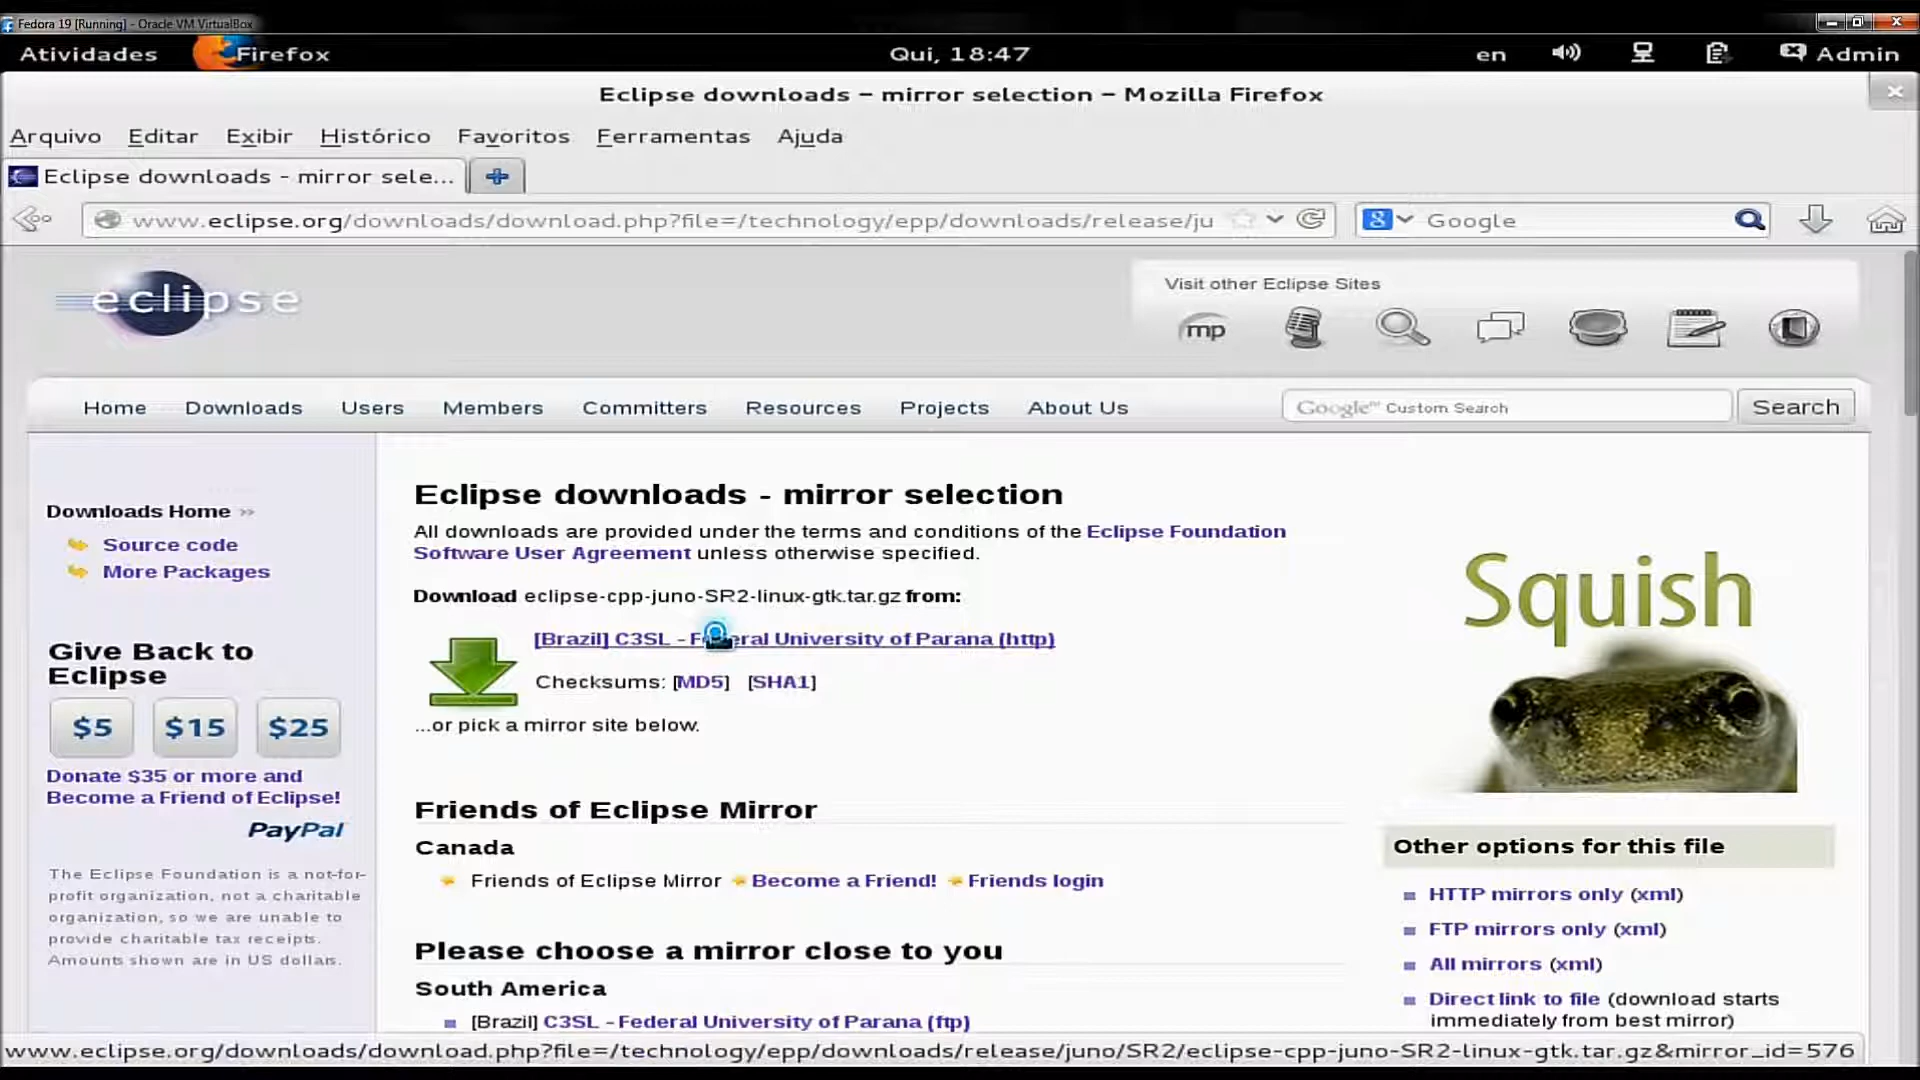 Fedora 19 [Running] - Oracle VM VirtualBox
Atividades Firefox Qui, 18:47 en Admin
Eclipse downloads – mirror selection – Mozilla Firefox
Arquivo Editar Exibir Histórico Favoritos Ferramentas Ajuda
Eclipse downloads - mirror sele...
www.eclipse.org/downloads/download.php?file=/technology/epp/downloads/release/ju
Google
eclipse
Visit other Eclipse Sites
mp
Home Downloads Users Members Committers Resources Projects About Us
Google™ Custom Search Search
Downloads Home >>
Source code
More Packages
Give Back to
Eclipse
$5 $15 $25
Donate $35 or more and
Become a Friend of Eclipse!
PayPal
The Eclipse Foundation is a not-for-
profit organization, not a charitable
organization, so we are unable to
provide charitable tax receipts.
Amounts shown are in US dollars.
Eclipse downloads - mirror selection
All downloads are provided under the terms and conditions of the Eclipse Foundation
Software User Agreement unless otherwise specified.
Download eclipse-cpp-juno-SR2-linux-gtk.tar.gz from:
[Brazil] C3SL - Federal University of Parana (http)
Checksums: [MD5] [SHA1]
...or pick a mirror site below.
Friends of Eclipse Mirror
Canada
Friends of Eclipse Mirror Become a Friend! Friends login
Please choose a mirror close to you
South America
[Brazil] C3SL - Federal University of Parana (ftp)
Squish
Other options for this file
HTTP mirrors only (xml)
FTP mirrors only (xml)
All mirrors (xml)
Direct link to file (download starts
immediately from best mirror)
www.eclipse.org/downloads/download.php?file=/technology/epp/downloads/release/juno/SR2/eclipse-cpp-juno-SR2-linux-gtk.tar.gz&mirror_id=576